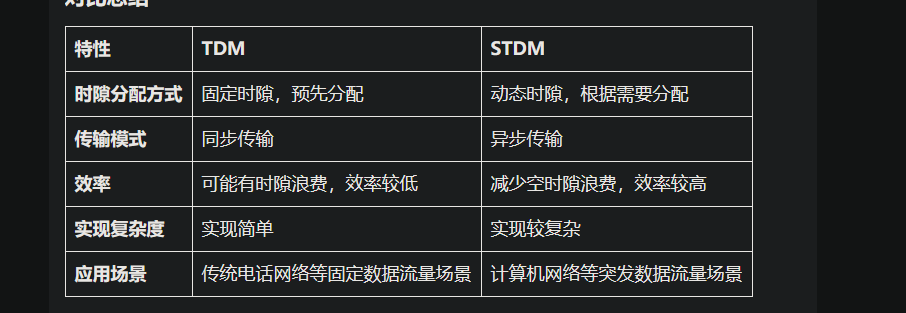 对比总结
特性 TDM STDM
时隙分配方式 固定时隙，预先分配 动态时隙，根据需要分配
传输模式 同步传输 异步传输
效率 可能有时隙浪费，效率较低 减少空时隙浪费，效率较高
实现复杂度 实现简单 实现较复杂
应用场景 传统电话网络等固定数据流量场景 计算机网络等突发数据流量场景